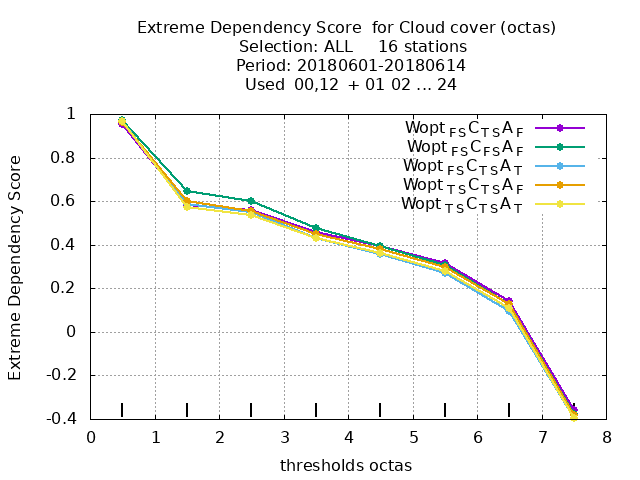 Extreme Dependency Score  for Cloud cover (octas)
Selection: ALL     16 stations
Period: 20180601-20180614
Used  00,12  + 01 02 ... 24
Wopt FS C TS A F
Wopt FS C FS A F
Wopt FS C TS A T
Wopt TS C TS A F
Wopt TS C TS A T
Extreme Dependency Score
1
0.8
0.6
0.4
0.2
0
-0.2
-0.4
0 1 2 3 4 5 6 7 8
thresholds octas